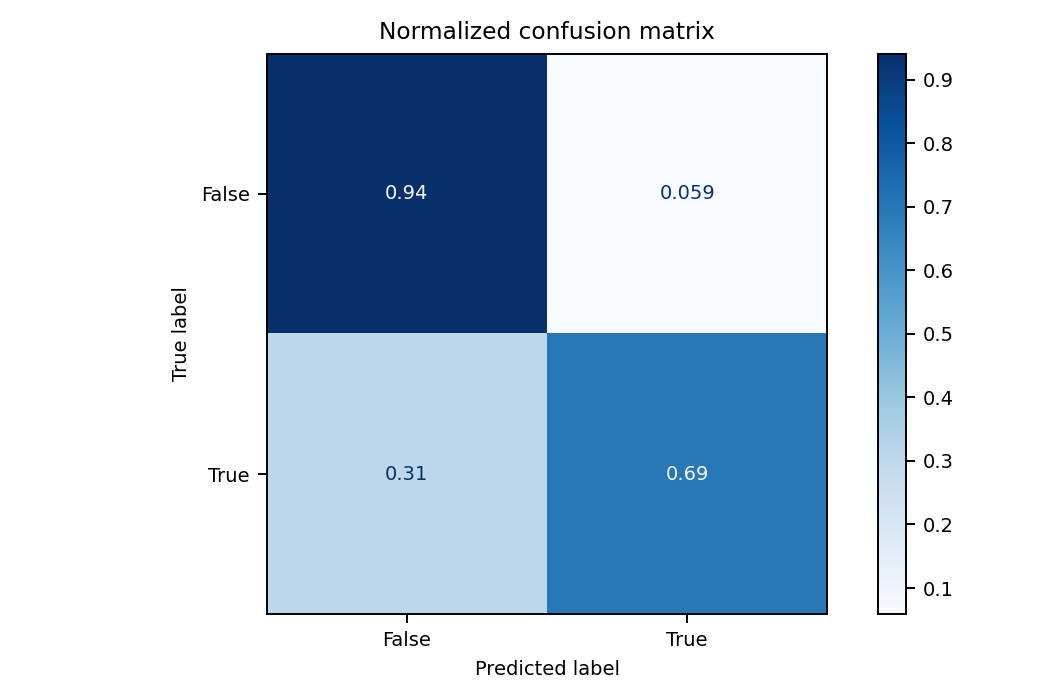 Normalized confusion matrix
False
0.94
0.059
True
0.31
0.69
True label
False
True
Predicted label
0.9
0.8
0.7
0.6
0.5
0.4
0.3
0.2
0.1